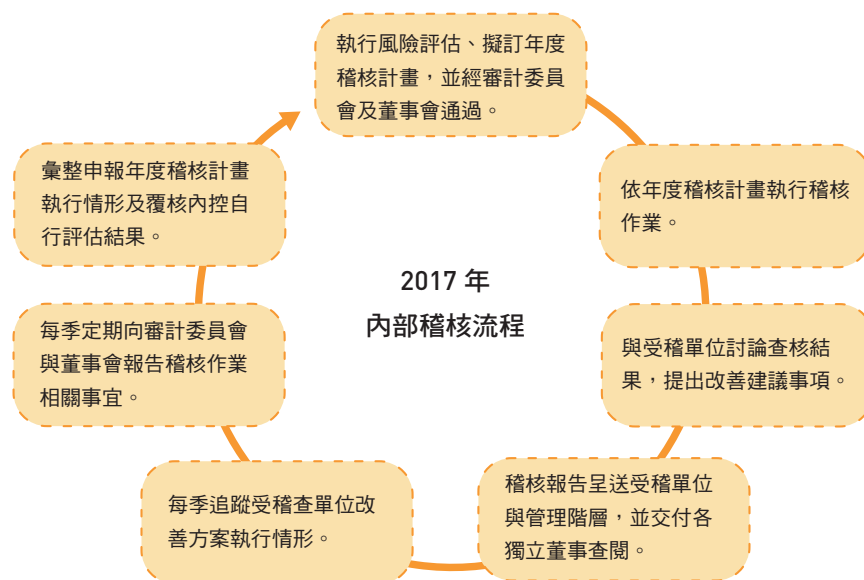 執行風險評估、擬訂年度
稽核計畫，並經審計委員
會及董事會通過。
依年度稽核計畫執行稽核
作業。
與受稽單位討論查核結
果，提出改善建議事項。
稽核報告呈送受稽單位
與管理階層，並交付各
獨立董事查閱。
每季追蹤受稽查單位改
善方案執行情形。
每季定期向審計委員會
與董事會報告稽核作業
相關事宜。
彙整申報年度稽核計畫
執行情形及覆核內控自
行評估結果。
2017 年
內部稽核流程